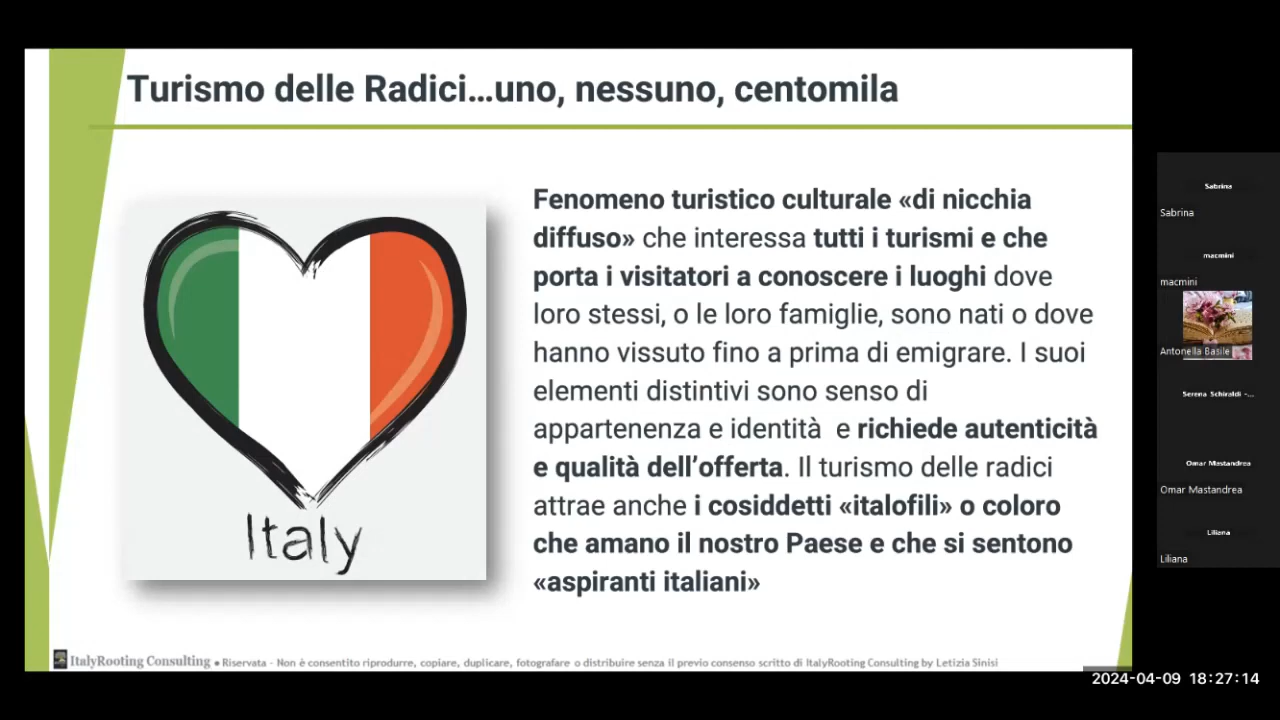 Turismo delle Radici...uno, nessuno, centomila
Fenomeno turistico culturale «di nicchia
diffuso» che interessa tutti i turismi e che
porta i visitatori a conoscere i luoghi dove
loro stessi, o le loro famiglie, sono nati o dove
hanno vissuto fino a prima di emigrare. I suoi
elementi distintivi sono senso di
appartenenza e identità e richiede autenticità
e qualità dell’offerta. Il turismo delle radici
attrae anche i cosiddetti «italofili» o coloro
che amano il nostro Paese e che si sentono
«aspiranti italiani»
Italy
ItalyRooting Consulting • Riservata - Non è consentito riprodurre, copiare, duplicare, fotografare o distribuire senza il previo consenso scritto di ItalyRooting Consulting by Letizia Sinisi
Sabrina
Sabrina
macmini
macmini
Antonella Basile
Serena Schiraldi -...
Omar Mastandrea
Omar Mastandrea
Liliana
Liliana
2024-04-09 18:27:14